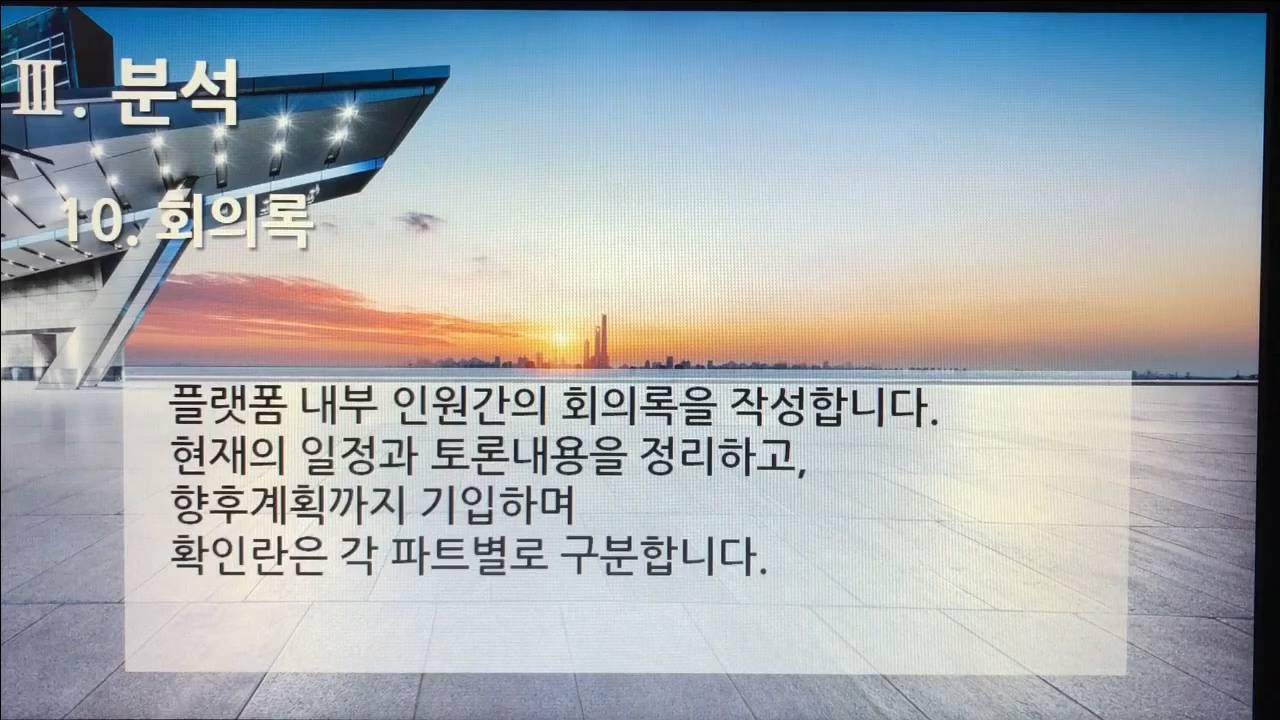 Ⅲ. 분석
10. 회의록
플랫폼 내부 인원간의 회의록을 작성합니다.
현재의 일정과 토론내용을 정리하고,
향후계획까지 기입하며
확인란은 각 파트별로 구분합니다.